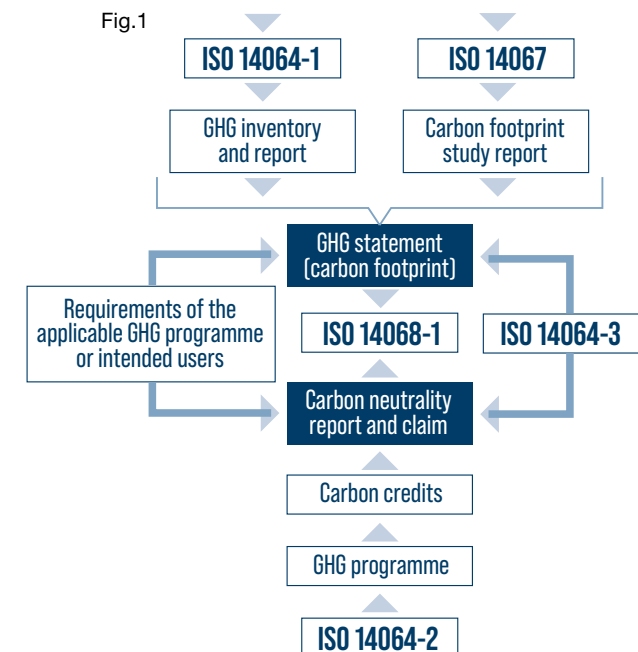 Fig.1
ISO 14064-1
ISO 14067
GHG inventory
and report
Carbon footprint
study report
GHG statement
(carbon footprint)
Requirements of the
applicable GHG programme
or intended users
ISO 14068-1
ISO 14064-3
Carbon neutrality
report and claim
Carbon credits
GHG programme
ISO 14064-2